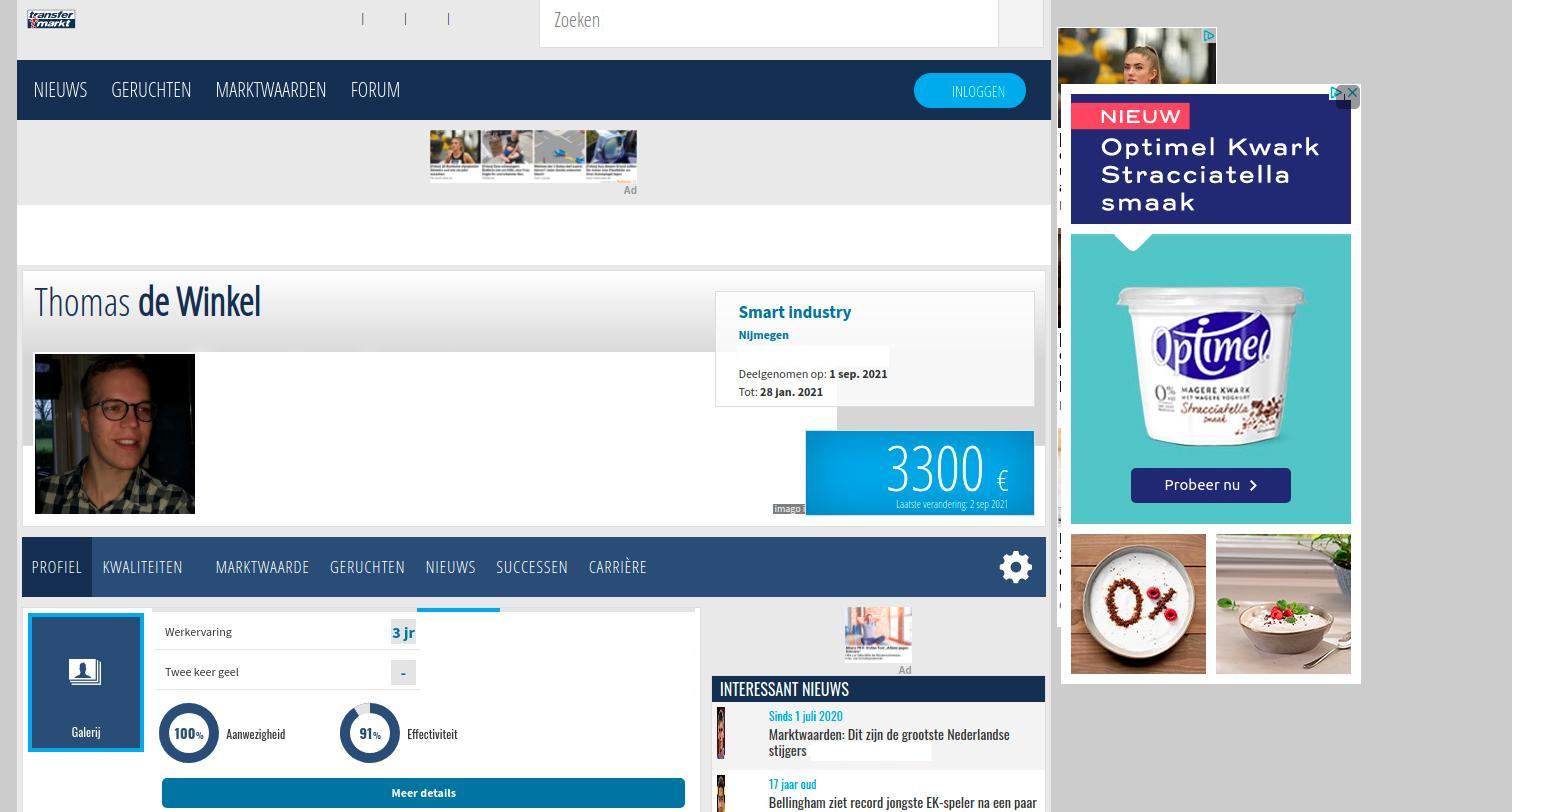 transfer
markt
Zoeken
NIEUWS GERUCHTEN MARKTWAARDEN FORUM
INLOGGEN
Ad
Thomas de Winkel
Smart industry
Nijmegen
Deelgenomen op: 1 sep. 2021
Tot: 28 jan. 2021
3300 €
Laatste verandering: 2 sep 2021
imago
PROFIEL KWALITEITEN MARKTWAARDE GERUCHTEN NIEUWS SUCCESSEN CARRIÈRE
Galerij
Werkervaring 3 jr
Twee keer geel -
100% Aanwezigheid 91% Effectiviteit
Meer details
Ad
INTERESSANT NIEUWS
Sinds 1 juli 2020
Marktwaarden: Dit zijn de grootste Nederlandse
stijgers
17 jaar oud
Bellingham ziet record jongste EK-speler na een paar
NIEUW
Optimel Kwark
Stracciatella
smaak
Optimel
0%
MAGERE KWARK
MET MAGERE YOGHURT
Stracciatella
smaak
Probeer nu
0%